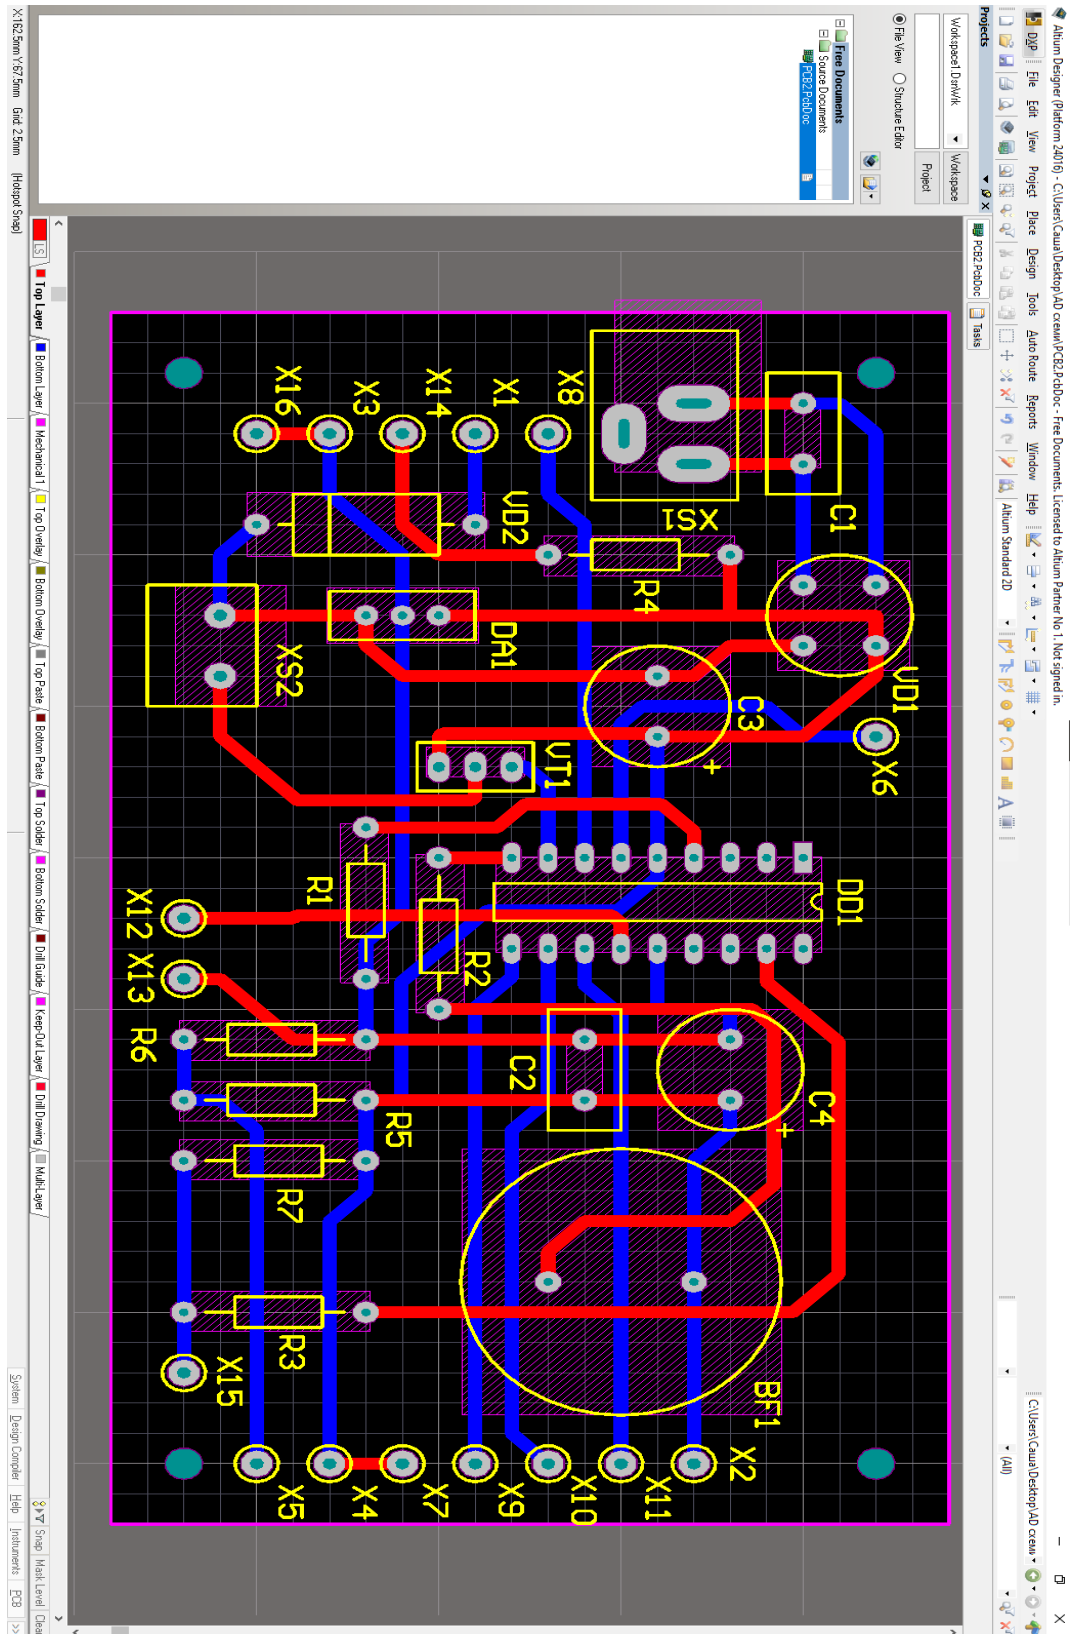 Altium Designer (Platform 24016) - C:\Users\Саша\Desktop\AD схеми\PCB2.PcbDoc - Free Documents. Licensed to Altium Partner No 1. Not signed in.
DXP File Edit View Project Place Design Tools Auto Route Reports Window Help
C:\Users\Саша\Desktop\AD схеми
Altium Standard 2D
(All)
Projects
PCB2.PcbDoc Tasks
Workspace1.DsnWrk Workspace
Project
File View Structure Editor
Free Documents
Source Documents
PCB2.PcbDoc
C1
VD1
X6
XS1
R4
C3
+
DD1
C4
+
BF1
X2
X8
X1
X14
X3
X16
VD2
DA1
VT1
XS2
R1
R2
C2
X12
X13
R6
R5
R7
R3
X15
X11
X10
X9
X7
X4
X5
LS Top Layer Bottom Layer Mechanical 1 Top Overlay Bottom Overlay Top Paste Bottom Paste Top Solder Bottom Solder Drill Guide Keep-Out Layer Drill Drawing Multi-Layer
Snap Mask Level
X:162.5mm Y:67.5mm Grid: 2.5mm (Hotspot Snap)
System Design Compiler Help Instruments PCB >>